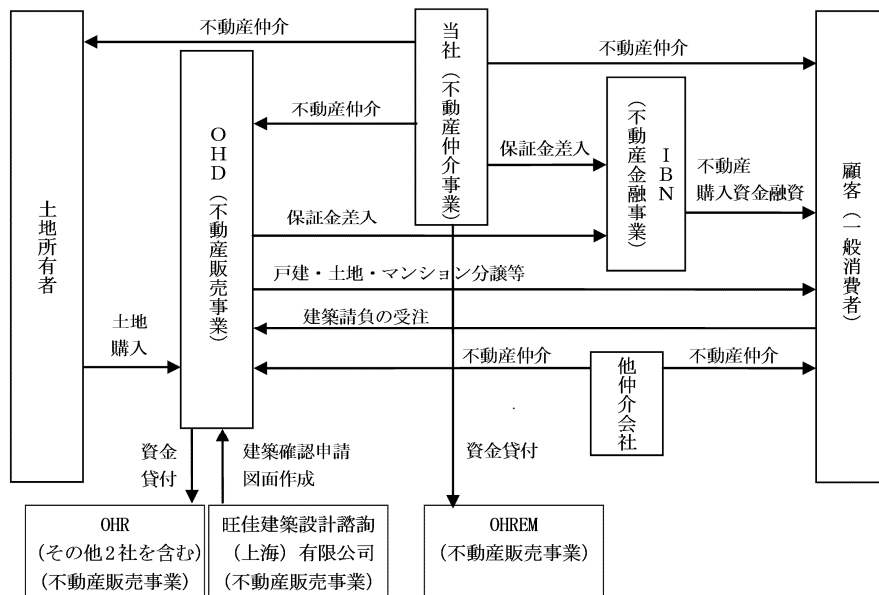 不動産仲介
当社（不動産仲介事業）
不動産仲介
不動産仲介
OHD（不動産販売事業）
IBN
（不動産金融事業）
保証金差入
不動産
購入資金融資
土地所有者
顧客（一般消費者）
保証金差入
戸建・土地・マンション分譲等
建築請負の受注
土地
購入
不動産仲介
他仲介会社
不動産仲介
資金
貸付
建築確認申請
図面作成
資金貸付
OHR
（その他２社を含む）
（不動産販売事業）
旺佳建築設計諮詢
（上海）有限公司
（不動産販売事業）
OHREM
（不動産販売事業）